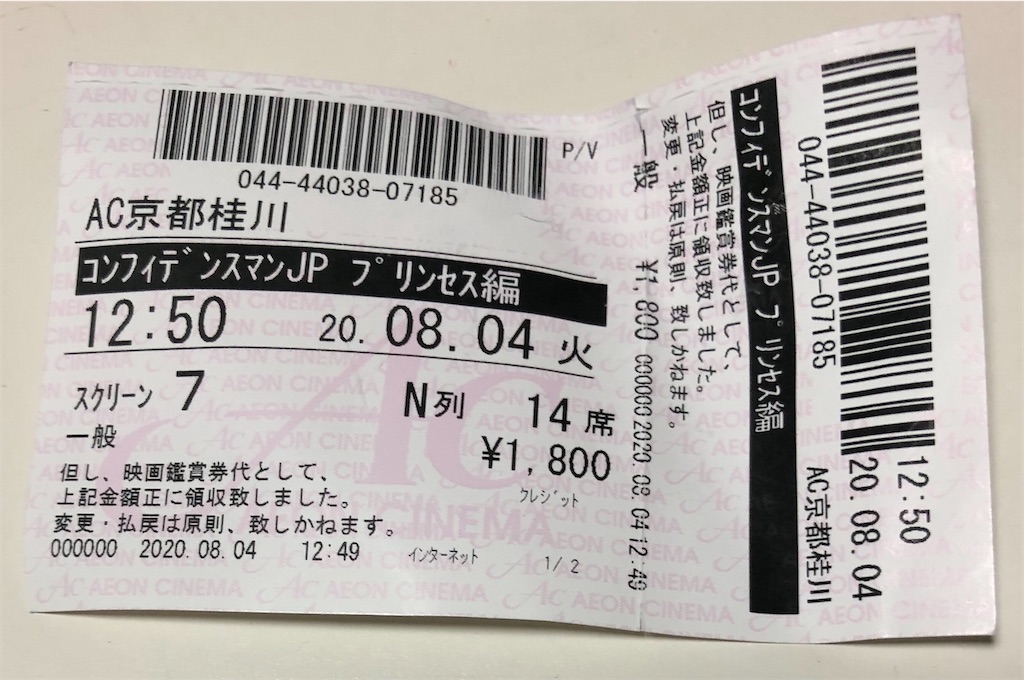 P/V
044-44038-07185
AC京都桂川
コンフィデンスマンJP プリンセス編
12:50 20.08.04 火
スクリーン 7 N列 14席
一般 ¥1,800
クレジット
但し、映画鑑賞券代として、
上記金額正に領収致しました。
変更・払戻は原則、致しかねます。
000000 2020.08.04 12:49 インターネット 1/2
Ac
AEON CINEMA
12:50 20.08.04
AC京都桂川
044-44038-07185
コンフィデンスマンJP プリンセス編
但し、映画鑑賞券代として、
上記金額正に領収致しました。
変更・払戻は原則、致しかねます。
一般 ¥1,800 000000 2020.08.04 12:49